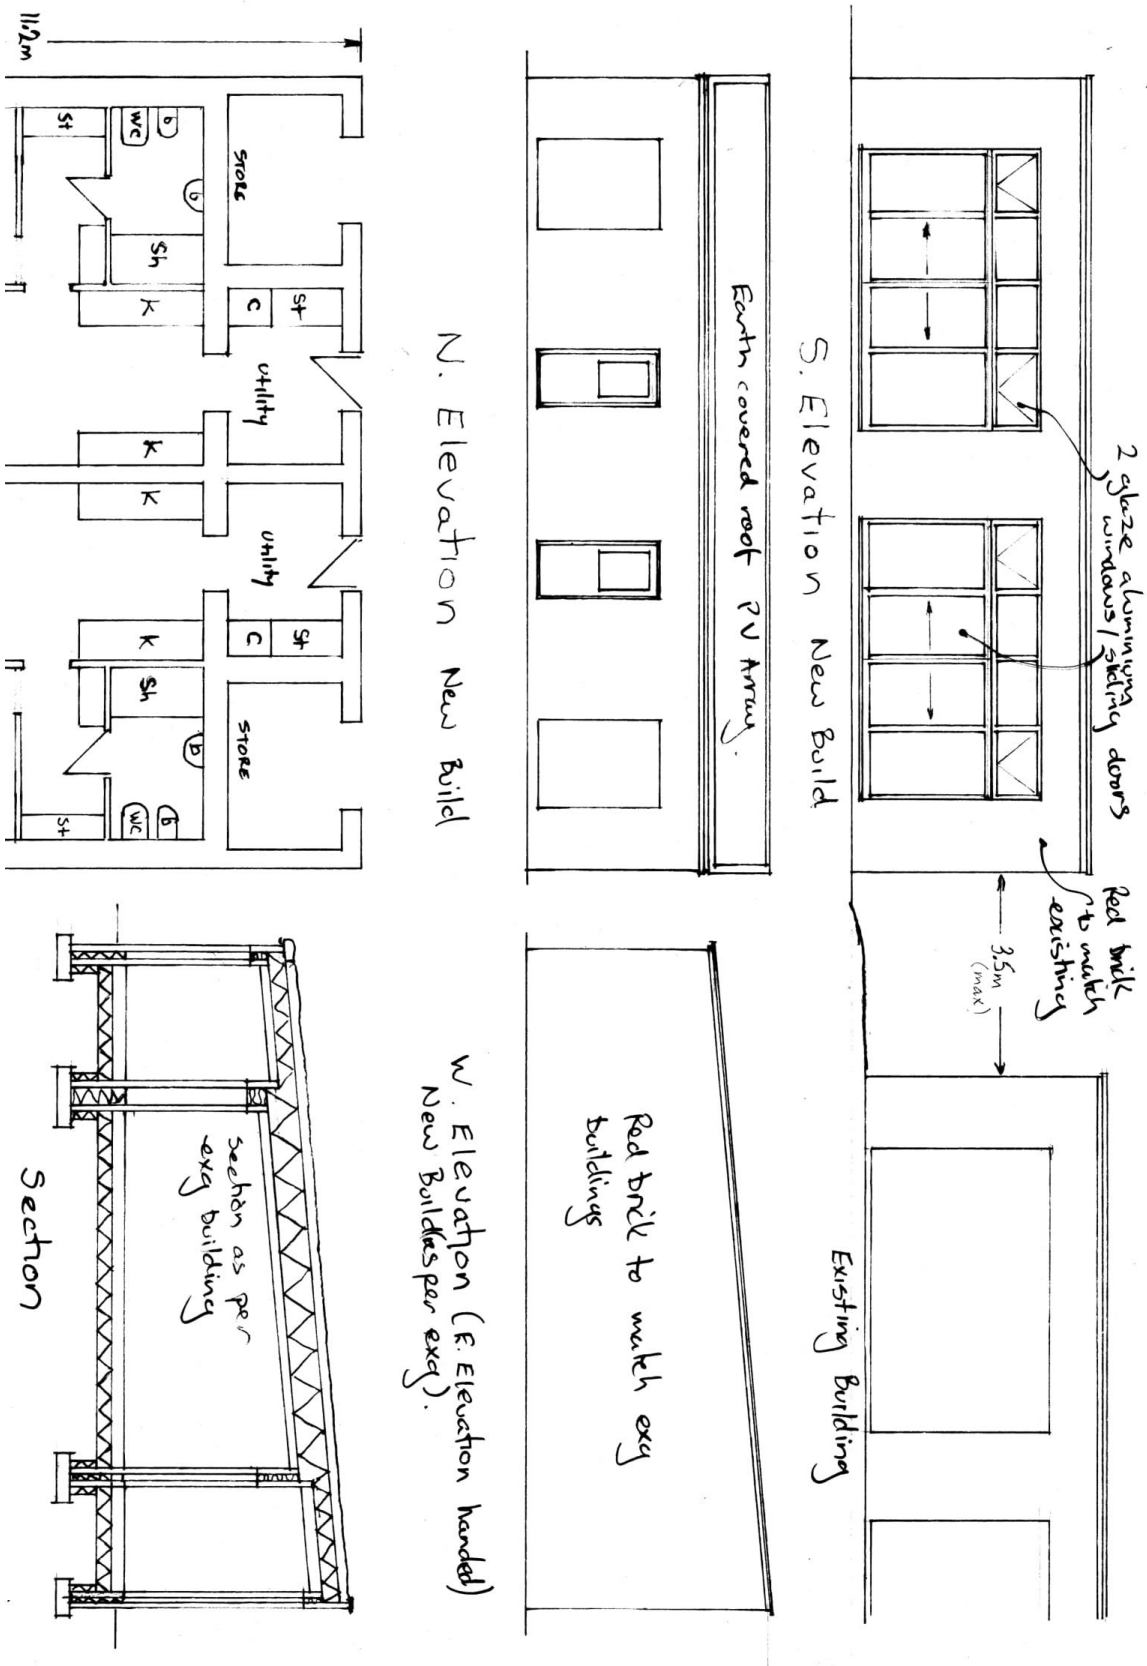 2 glaze aluminium
windows/sliding doors
Red brick
to match
existing
3.5m
(max)
S. Elevation New Build
Existing Building
Earth covered roof PV Array.
Red brick to match exg
buildings
N. Elevation New Build
W. Elevation (E. Elevation handed)
New Build (as per exg).
11.2m
STORE
C
St
utility
utility
C
St
STORE
b
WC
b
Sh
K
K
K
K
Sh
b
WC
b
St
St
Section as per
exg building
Section